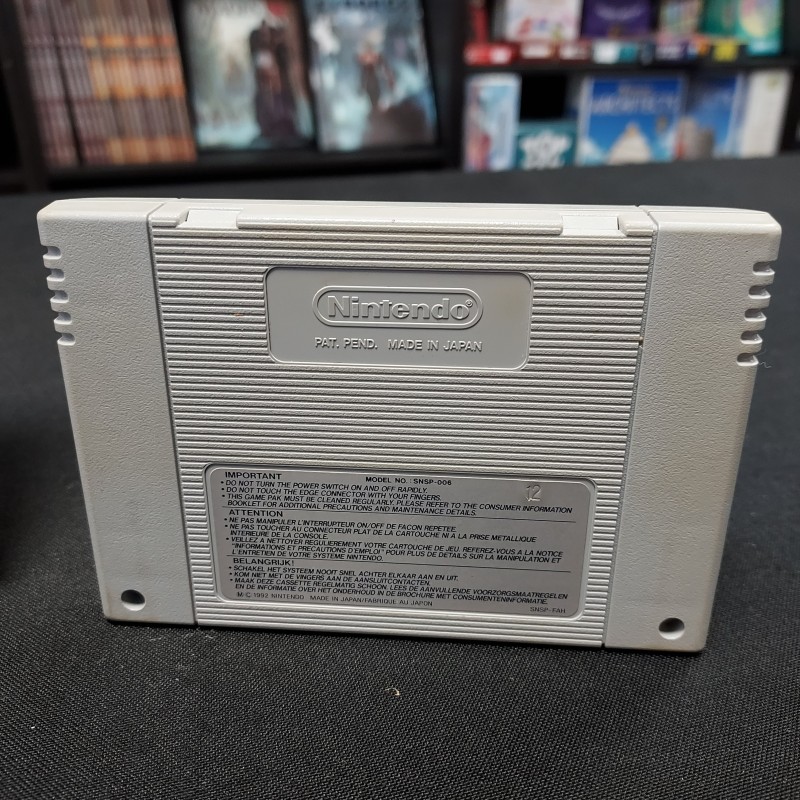 Nintendo®
PAT. PEND. MADE IN JAPAN
IMPORTANT MODEL NO.: SNSP-006
• DO NOT TURN THE POWER SWITCH ON AND OFF RAPIDLY.
• DO NOT TOUCH THE EDGE CONNECTOR WITH YOUR FINGERS.
• THIS GAME PAK MUST BE CLEANED REGULARLY. PLEASE REFER TO THE CONSUMER INFORMATION
BOOKLET FOR ADDITIONAL PRECAUTIONS AND MAINTENANCE DETAILS.
12
ATTENTION
• NE PAS MANIPULER L'INTERRUPTEUR ON/OFF DE FACON REPETEE.
• NE PAS TOUCHER AU CONNECTEUR PLAT DE LA CARTOUCHE NI A LA PRISE METALLIQUE
INTERIEURE DE LA CONSOLE.
• VEILLEZ A NETTOYER REGULIEREMENT VOTRE CARTOUCHE DE JEU. REFEREZ-VOUS A LA NOTICE
"INFORMATIONS ET PRECAUTIONS D'EMPLOI" POUR PLUS DE DETAILS SUR LA MANIPULATION ET
L'ENTRETIEN DE VOTRE SYSTEME NINTENDO.
BELANGRIJK!
• SCHAKEL HET SYSTEEM NOOIT SNEL ACHTER ELKAAR AAN EN UIT.
• KOM NIET MET DE VINGERS AAN DE AANSLUITCONTACTEN.
• MAAK DEZE CASSETTE REGELMATIG SCHOON. LEES DE AANVULLENDE VOORZORGSMAATREGELEN
EN DE INFORMATIE OVER HET ONDERHOUD IN DE BROCHURE MET CONSUMENTENINFORMATIE.
M C 1992 NINTENDO MADE IN JAPAN/FABRIQUE AU JAPON
SNSP-FAH